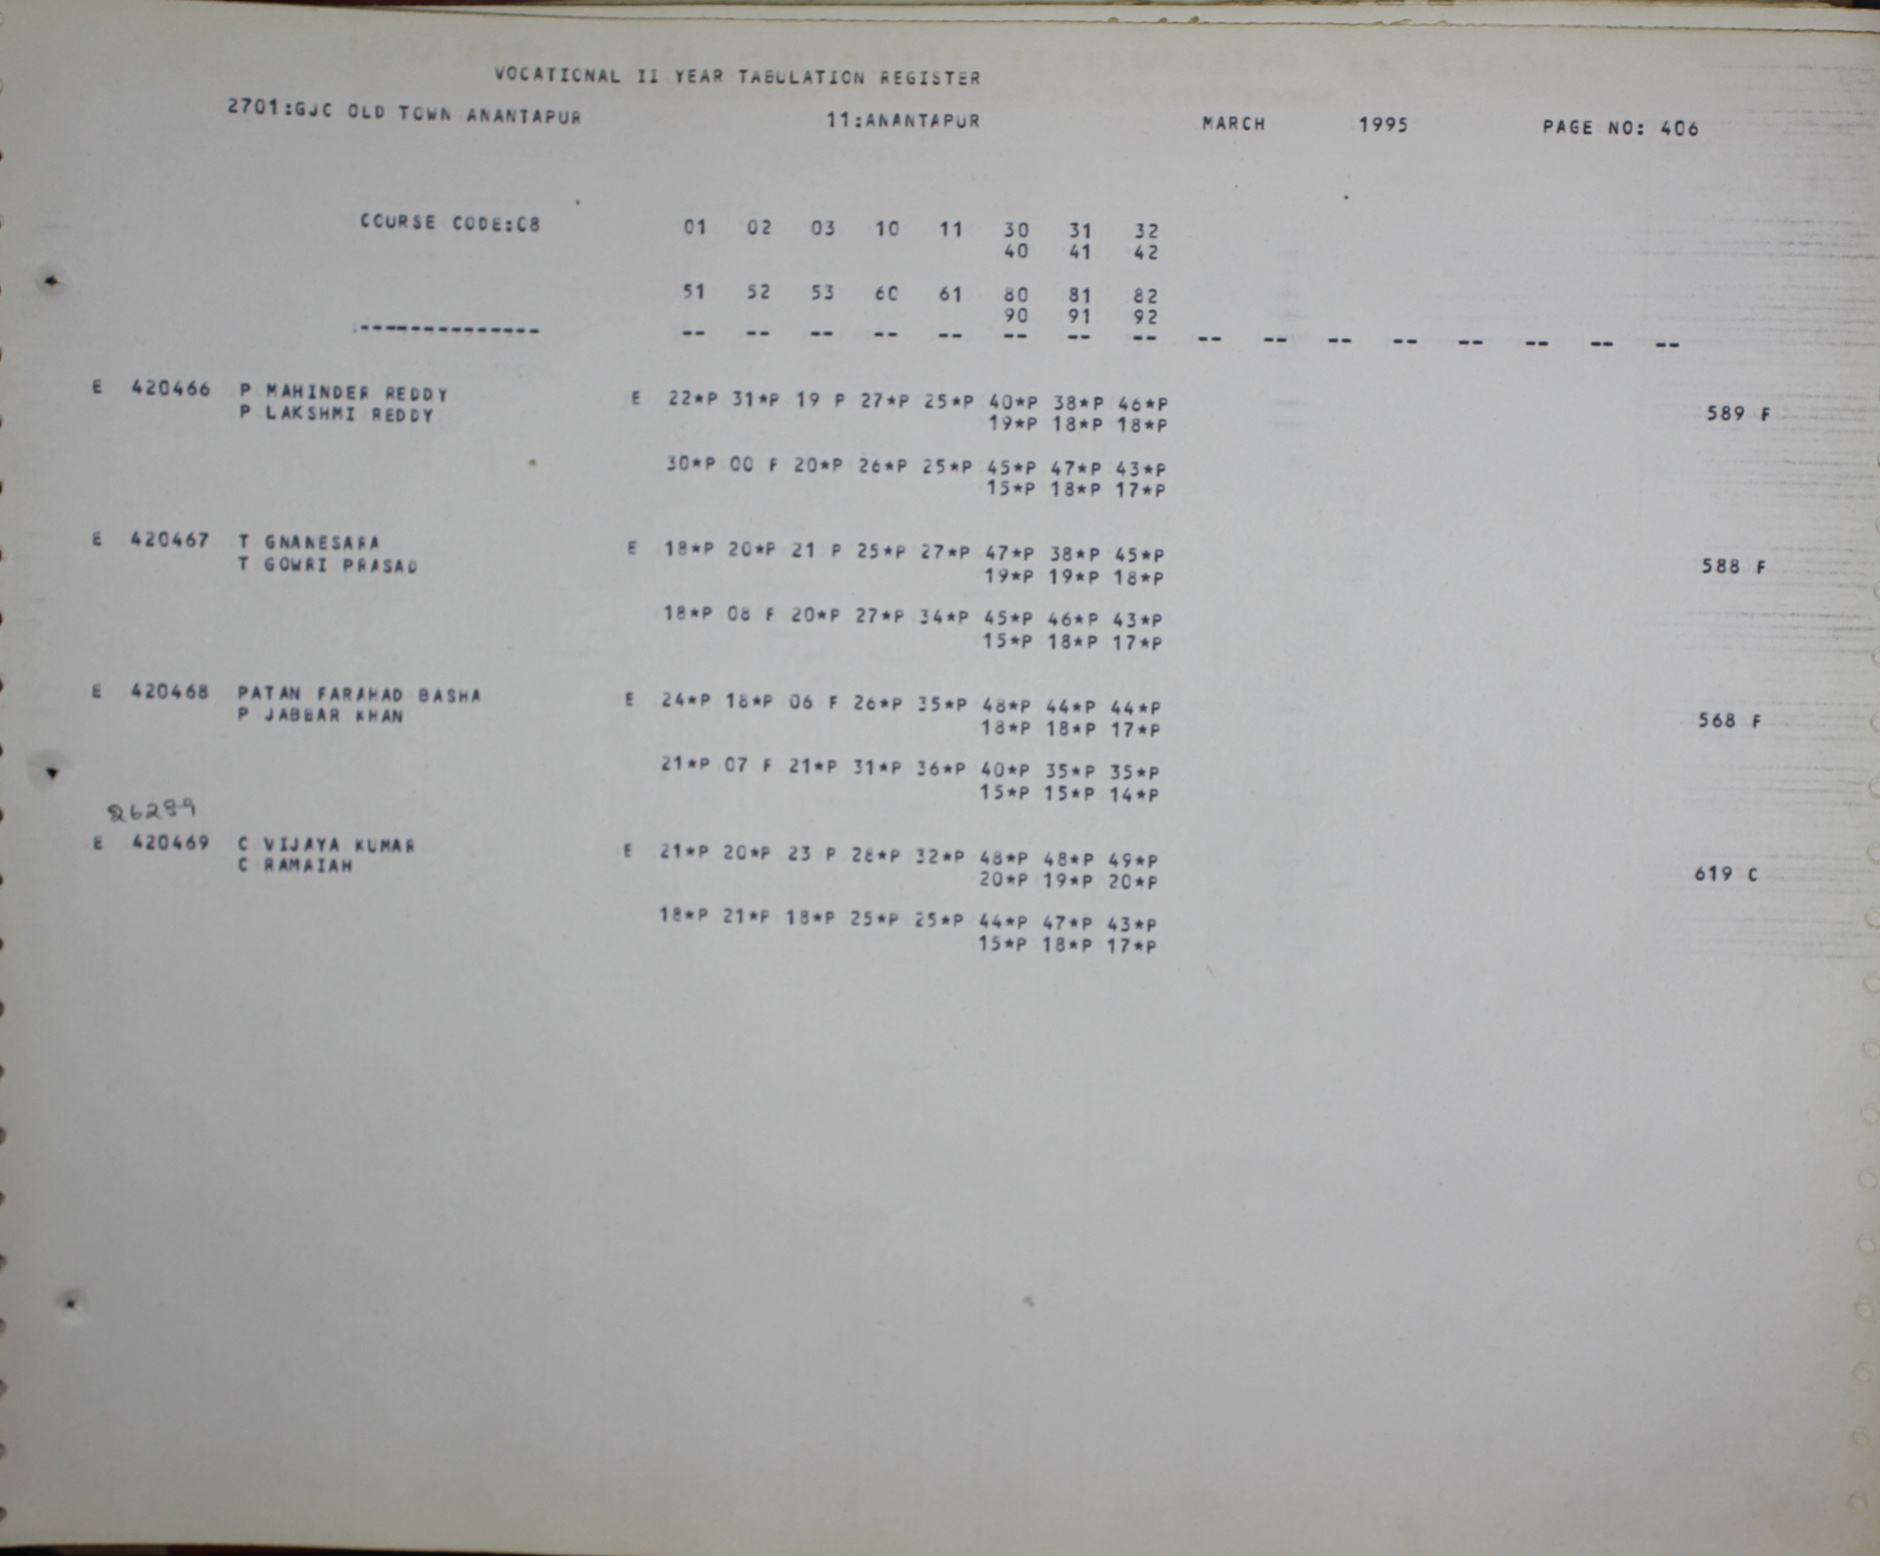 VOCATIONAL II YEAR TABULATION REGISTER
2701:GJC OLD TOWN ANANTAPUR 11:ANANTAPUR MARCH 1995 PAGE NO: 406
COURSE CODE:C8 01 02 03 10 11 30 31 32
40 41 42
51 52 53 60 61 80 81 82
90 91 92
-------------- -- -- -- -- -- -- -- -- -- -- -- -- -- -- -- --
E 420466 P MAHINDER REDDY E 22*P 31*P 19 P 27*P 25*P 40*P 38*P 46*P 589 F
P LAKSHMI REDDY 19*P 18*P 18*P
30*P 00 F 20*P 26*P 25*P 45*P 47*P 43*P
15*P 18*P 17*P
E 420467 T GNANESARA E 18*P 20*P 21 P 25*P 27*P 47*P 38*P 45*P 588 F
T GOWRI PRASAD 19*P 19*P 18*P
18*P 08 F 20*P 27*P 34*P 45*P 46*P 43*P
15*P 18*P 17*P
E 420468 PATAN FARAHAD BASHA E 24*P 18*P 06 F 26*P 35*P 48*P 44*P 44*P 568 F
P JABBAR KHAN 18*P 18*P 17*P
21*P 07 F 21*P 31*P 36*P 40*P 35*P 35*P
15*P 15*P 14*P
E 420469 C VIJAYA KUMAR E 21*P 20*P 23 P 28*P 32*P 48*P 48*P 49*P 619 C
C RAMAIAH 20*P 19*P 20*P
18*P 21*P 18*P 25*P 25*P 44*P 47*P 43*P
15*P 18*P 17*P